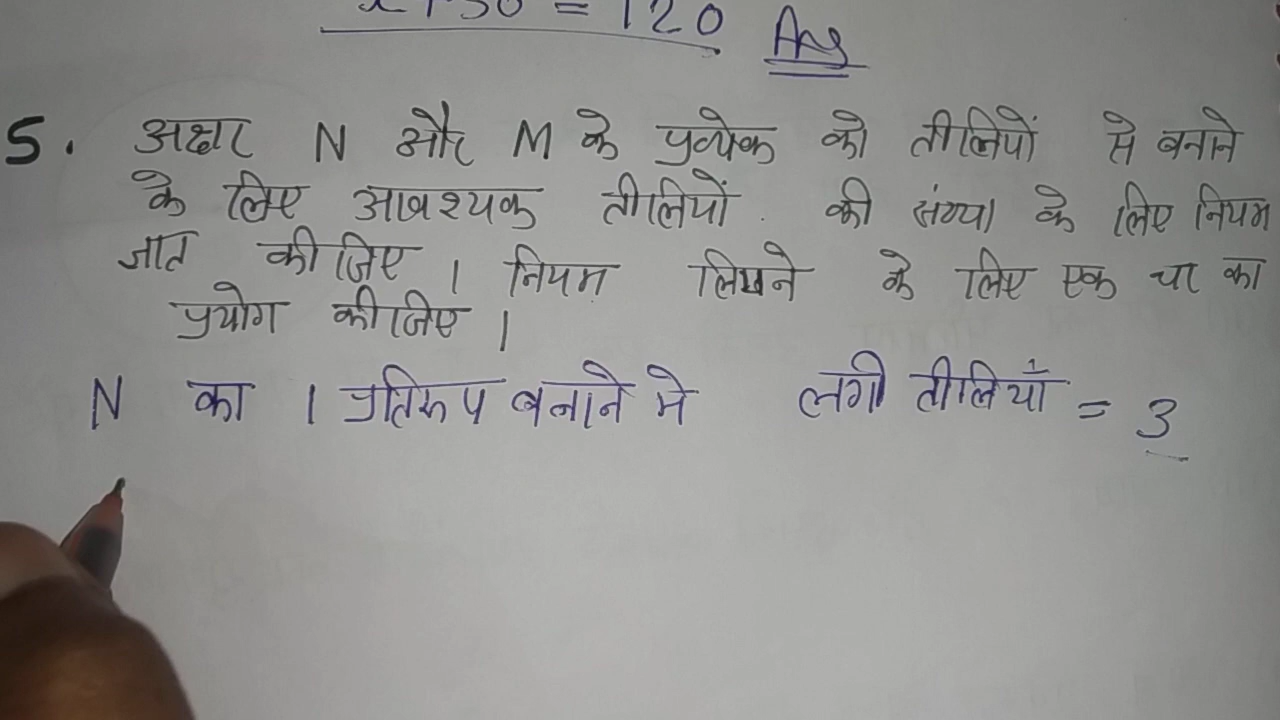 x+30 = 120 Ans
5. अक्षर N और M के प्रत्येक को तीलियों से बनाने
के लिए आवश्यक तीलियों की संख्या के लिए नियम
ज्ञात कीजिए । नियम लिखने के लिए एक चर का
प्रयोग कीजिए ।
N का 1 प्रतिरूप बनाने मे लगी तीलियाँ = 3